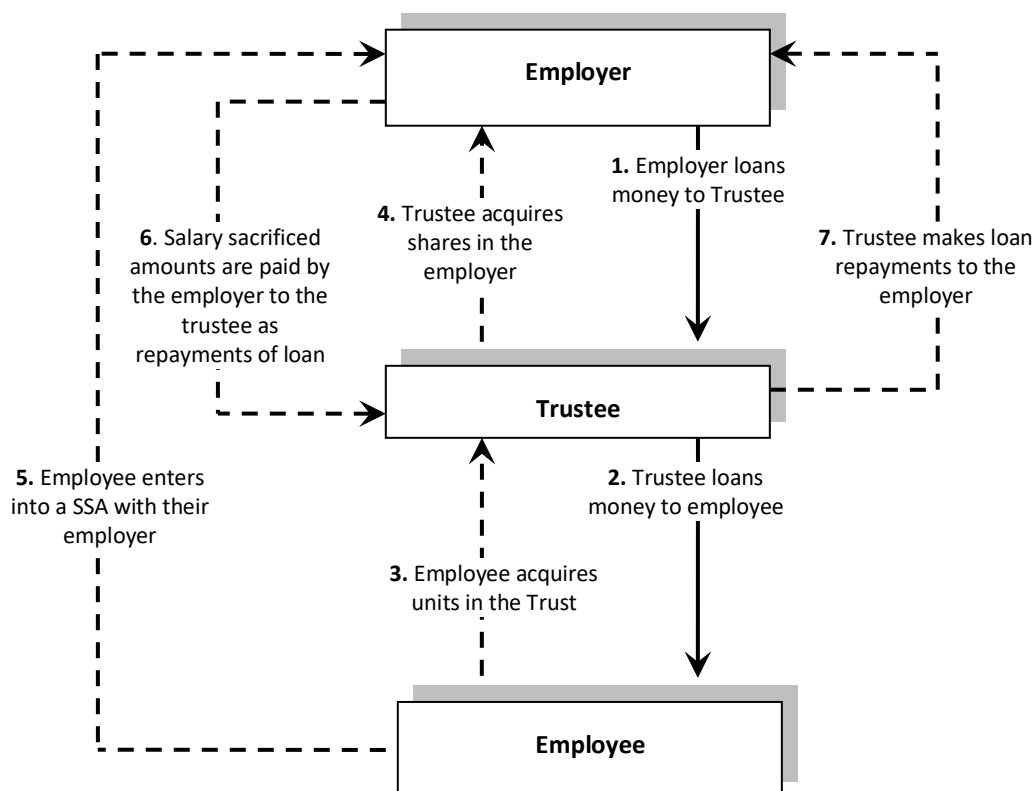 Employer
1. Employer loans
money to Trustee
4. Trustee acquires
shares in the
employer
6. Salary sacrificed
amounts are paid by
the employer to the
trustee as
repayments of loan
7. Trustee makes loan
repayments to the
employer
Trustee
5. Employee enters
into a SSA with their
employer
2. Trustee loans
money to employee
3. Employee acquires
units in the Trust
Employee